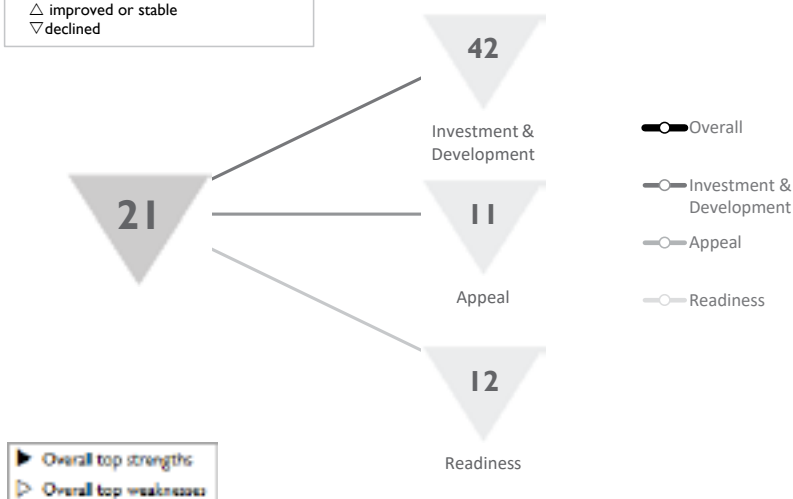 △ improved or stable
▽ declined
42
Investment &
Development
21
11
Appeal
12
Readiness
Overall
Investment &
Development
Appeal
Readiness
▶ Overall top strengths
▷ Overall top weaknesses